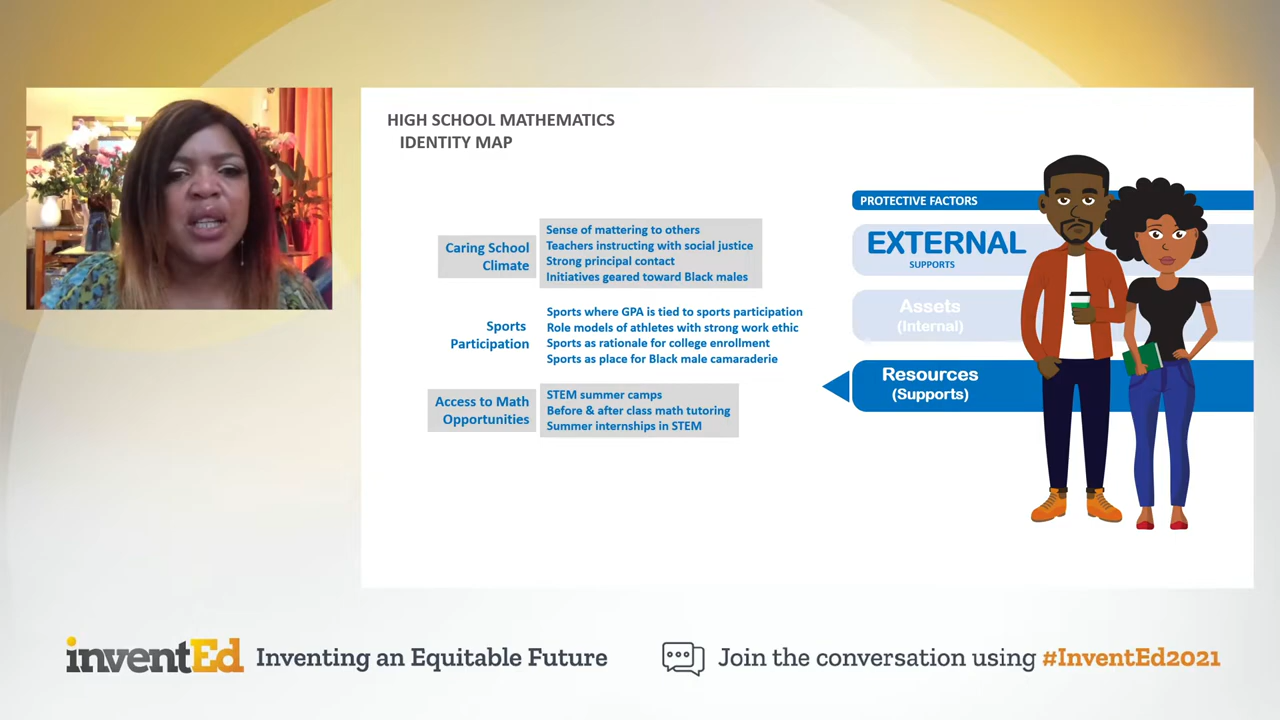 HIGH SCHOOL MATHEMATICS
IDENTITY MAP
Caring School
Climate
Sense of mattering to others
Teachers instructing with social justice
Strong principal contact
Initiatives geared toward Black males
Sports
Participation
Sports where GPA is tied to sports participation
Role models of athletes with strong work ethic
Sports as rationale for college enrollment
Sports as place for Black male camaraderie
Access to Math
Opportunities
STEM summer camps
Before & after class math tutoring
Summer internships in STEM
PROTECTIVE FACTORS
EXTERNAL
SUPPORTS
Assets
(Internal)
Resources
(Supports)
inventEd Inventing an Equitable Future
Join the conversation using #InventEd2021